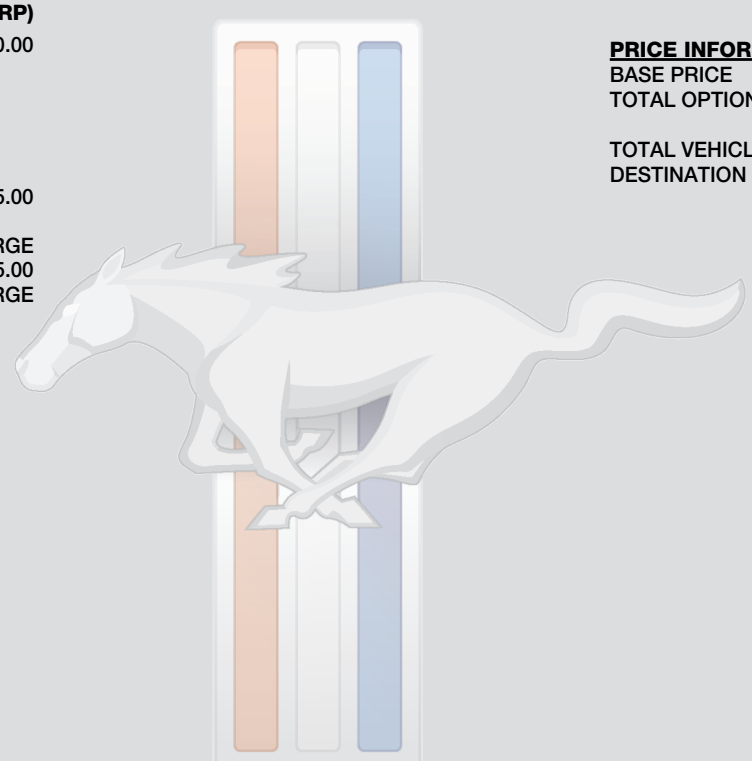 RP)
0.00
5.00
RGE
5.00
RGE
PRICE INFOR
BASE PRICE
TOTAL OPTION
TOTAL VEHICL
DESTINATION